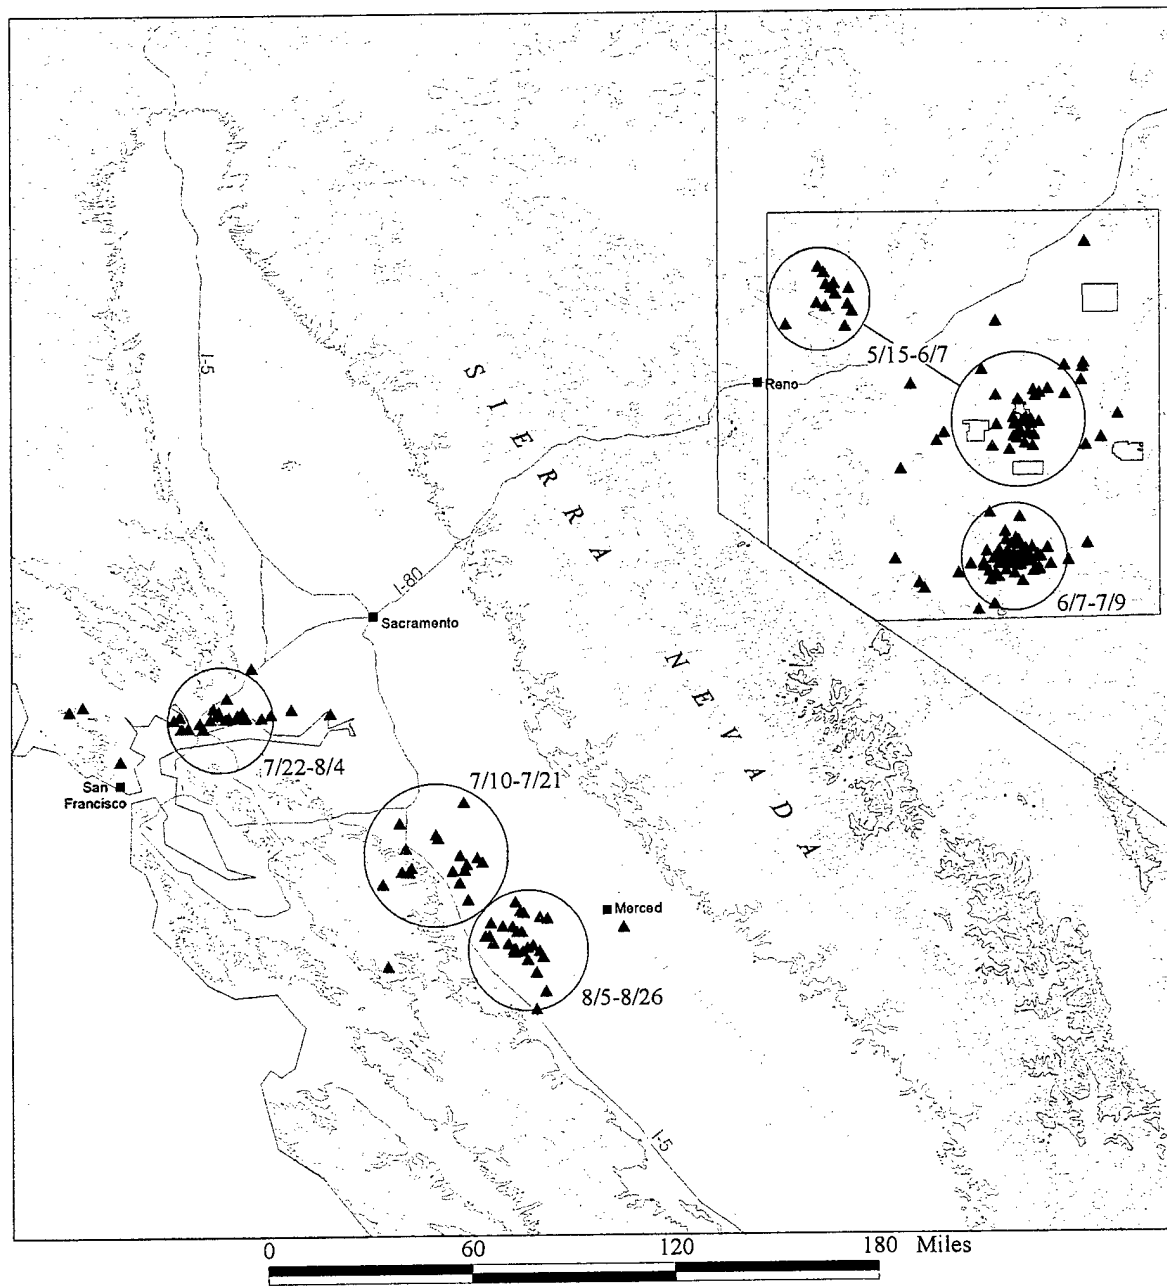 I-5
SIERRA NEVADA
Reno
5/15-6/7
I-80
6/7-7/9
Sacramento
7/22-8/4
San
Francisco
7/10-7/21
Merced
8/5-8/26
I-5
0 60 120 180 Miles